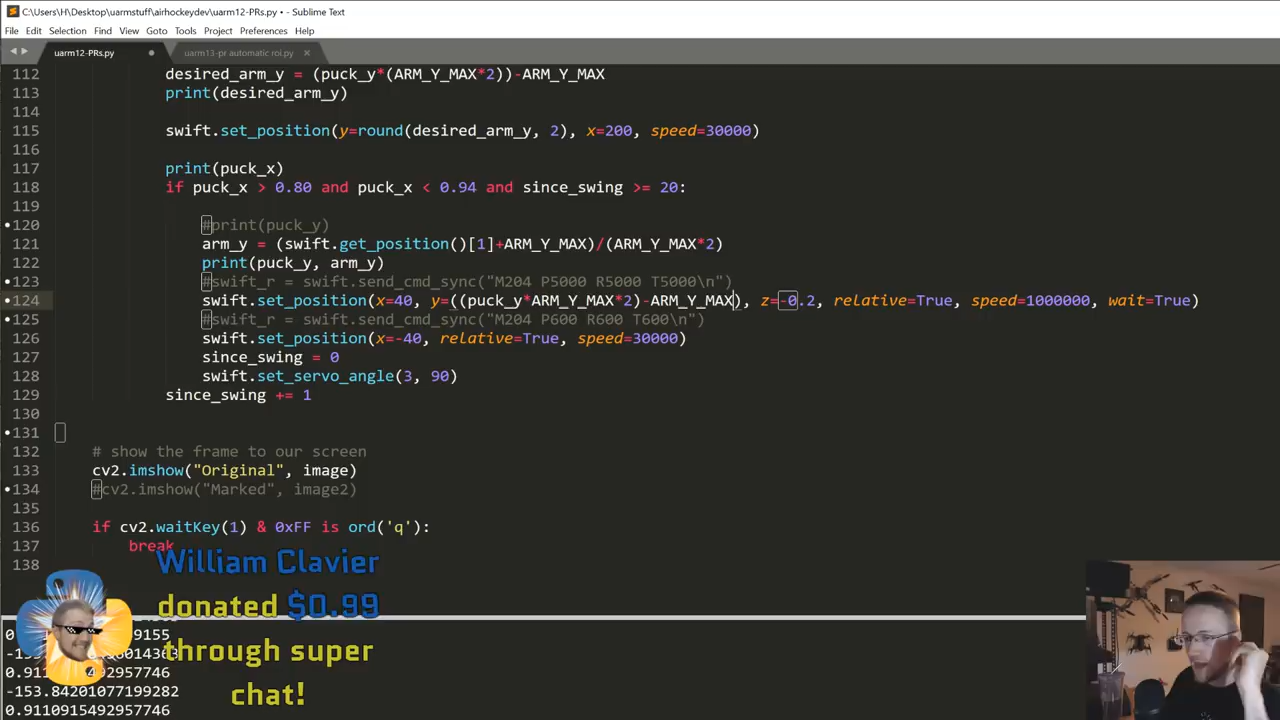 C:\Users\H\Desktop\uarmstuff\airhockeydev\uarm12-PRs.py • - Sublime Text
File Edit Selection Find View Goto Tools Project Preferences Help
uarm12-PRs.py uarm13-pr automatic roi.py ×
112 desired_arm_y = (puck_y*(ARM_Y_MAX*2))-ARM_Y_MAX
113 print(desired_arm_y)
114
115 swift.set_position(y=round(desired_arm_y, 2), x=200, speed=30000)
116
117 print(puck_x)
118 if puck_x > 0.80 and puck_x < 0.94 and since_swing >= 20:
119
120 #print(puck_y)
121 arm_y = (swift.get_position()[1]+ARM_Y_MAX)/(ARM_Y_MAX*2)
122 print(puck_y, arm_y)
123 #swift_r = swift.send_cmd_sync("M204 P5000 R5000 T5000\n")
124 swift.set_position(x=40, y=((puck_y*ARM_Y_MAX*2)-ARM_Y_MAX), z=-0.2, relative=True, speed=1000000, wait=True)
125 #swift_r = swift.send_cmd_sync("M204 P600 R600 T600\n")
126 swift.set_position(x=-40, relative=True, speed=30000)
127 since_swing = 0
128 swift.set_servo_angle(3, 90)
129 since_swing += 1
130
131
132 # show the frame to our screen
133 cv2.imshow("Original", image)
134 #cv2.imshow("Marked", image2)
135
136 if cv2.waitKey(1) & 0xFF is ord('q'):
137 break
138
William Clavier
donated $0.99
through super
chat!
-153.84201077199282
0.9110915492957746